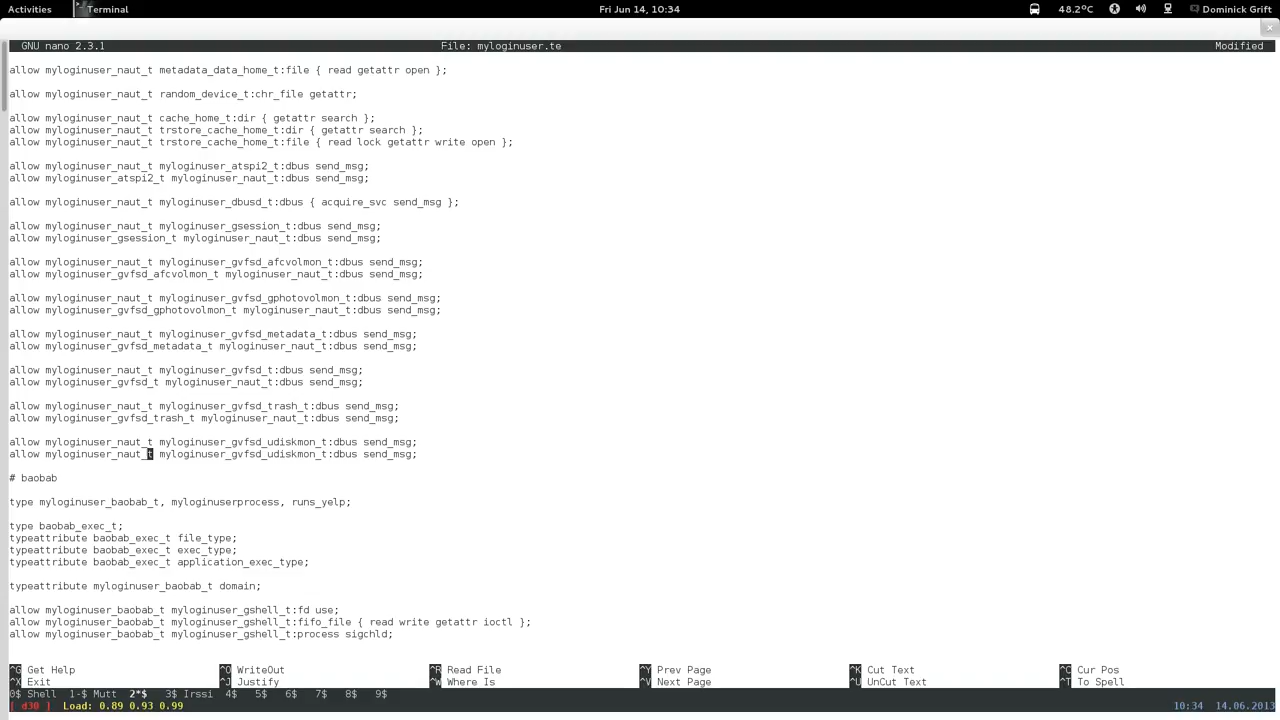 Activities Terminal Fri Jun 14, 10:34 48.2°C Dominick Grift
GNU nano 2.3.1 File: myloginuser.te Modified
allow myloginuser_naut_t metadata_data_home_t:file { read getattr open };
allow myloginuser_naut_t random_device_t:chr_file getattr;
allow myloginuser_naut_t cache_home_t:dir { getattr search };
allow myloginuser_naut_t trstore_cache_home_t:dir { getattr search };
allow myloginuser_naut_t trstore_cache_home_t:file { read lock getattr write open };
allow myloginuser_naut_t myloginuser_atspi2_t:dbus send_msg;
allow myloginuser_atspi2_t myloginuser_naut_t:dbus send_msg;
allow myloginuser_naut_t myloginuser_dbusd_t:dbus { acquire_svc send_msg };
allow myloginuser_naut_t myloginuser_gsession_t:dbus send_msg;
allow myloginuser_gsession_t myloginuser_naut_t:dbus send_msg;
allow myloginuser_naut_t myloginuser_gvfsd_afcvolmon_t:dbus send_msg;
allow myloginuser_gvfsd_afcvolmon_t myloginuser_naut_t:dbus send_msg;
allow myloginuser_naut_t myloginuser_gvfsd_gphotovolmon_t:dbus send_msg;
allow myloginuser_gvfsd_gphotovolmon_t myloginuser_naut_t:dbus send_msg;
allow myloginuser_naut_t myloginuser_gvfsd_metadata_t:dbus send_msg;
allow myloginuser_gvfsd_metadata_t myloginuser_naut_t:dbus send_msg;
allow myloginuser_naut_t myloginuser_gvfsd_t:dbus send_msg;
allow myloginuser_gvfsd_t myloginuser_naut_t:dbus send_msg;
allow myloginuser_naut_t myloginuser_gvfsd_trash_t:dbus send_msg;
allow myloginuser_gvfsd_trash_t myloginuser_naut_t:dbus send_msg;
allow myloginuser_naut_t myloginuser_gvfsd_udiskmon_t:dbus send_msg;
allow myloginuser_naut_t myloginuser_gvfsd_udiskmon_t:dbus send_msg;
# baobab
type myloginuser_baobab_t, myloginuserprocess, runs_yelp;
type baobab_exec_t;
typeattribute baobab_exec_t file_type;
typeattribute baobab_exec_t exec_type;
typeattribute baobab_exec_t application_exec_type;
typeattribute myloginuser_baobab_t domain;
allow myloginuser_baobab_t myloginuser_gshell_t:fd use;
allow myloginuser_baobab_t myloginuser_gshell_t:fifo_file { read write getattr ioctl };
allow myloginuser_baobab_t myloginuser_gshell_t:process sigchld;
^G Get Help ^O WriteOut ^R Read File ^Y Prev Page ^K Cut Text ^C Cur Pos
^X Exit ^J Justify ^W Where Is ^V Next Page ^U UnCut Text ^T To Spell
0$ Shell 1-$ Mutt 2*$ 3$ Irssi 4$ 5$ 6$ 7$ 8$ 9$
[ d30 ] Load: 0.89 0.93 0.99 10:34 14.06.2013